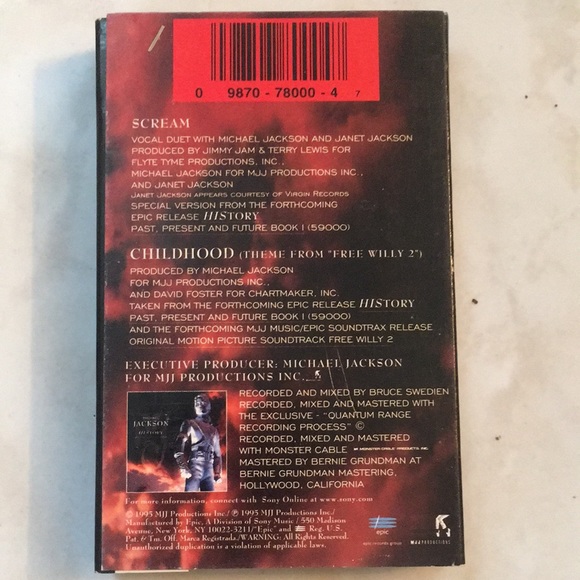 0 9870 - 78000 - 4 7
SCREAM
VOCAL DUET WITH MICHAEL JACKSON AND JANET JACKSON
PRODUCED BY JIMMY JAM & TERRY LEWIS FOR
FLYTE TYME PRODUCTIONS, INC.,
MICHAEL JACKSON FOR MJJ PRODUCTIONS INC.,
AND JANET JACKSON
JANET JACKSON APPEARS COURTESY OF VIRGIN RECORDS
SPECIAL VERSION FROM THE FORTHCOMING
EPIC RELEASE HISTORY
PAST, PRESENT AND FUTURE BOOK I (59000)
CHILDHOOD (THEME FROM "FREE WILLY 2")
PRODUCED BY MICHAEL JACKSON
FOR MJJ PRODUCTIONS INC.,
AND DAVID FOSTER FOR CHARTMAKER, INC.
TAKEN FROM THE FORTHCOMING EPIC RELEASE HISTORY
PAST, PRESENT AND FUTURE BOOK I (59000)
AND THE FORTHCOMING MJJ MUSIC/EPIC SOUNDTRAX RELEASE
ORIGINAL MOTION PICTURE SOUNDTRACK FREE WILLY 2
EXECUTIVE PRODUCER: MICHAEL JACKSON
FOR MJJ PRODUCTIONS INC.
RECORDED AND MIXED BY BRUCE SWEDIEN
RECORDED, MIXED AND MASTERED WITH
THE EXCLUSIVE - "QUANTUM RANGE
RECORDING PROCESS" ©
RECORDED, MIXED AND MASTERED
WITH MONSTER CABLE MONSTER CABLE PRODUCTS, INC.
MASTERED BY BERNIE GRUNDMAN AT
BERNIE GRUNDMAN MASTERING,
HOLLYWOOD, CALIFORNIA
JACKSON
HISTORY
For more information, connect with Sony Online at www.sony.com.
© 1995 MJJ Productions Inc./ ℗ 1995 MJJ Productions Inc./
Manufactured by Epic, A Division of Sony Music / 550 Madison
Avenue, New York, NY 10022-3211/"Epic" and Reg. U.S.
Pat. & Tm. Off. Marca Registrada./WARNING: All Rights Reserved.
Unauthorized duplication is a violation of applicable laws.
epic
MJJ PRODUCTIONS